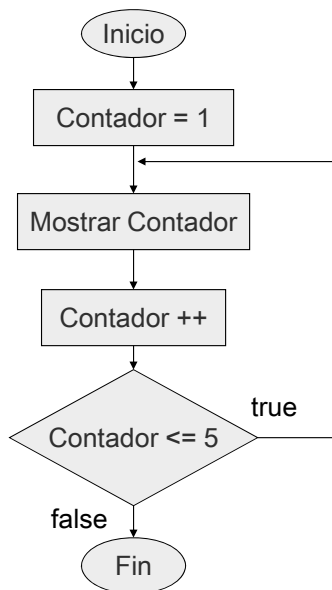 Inicio
Contador = 1
Mostrar Contador
Contador ++
Contador <= 5
true
false
Fin